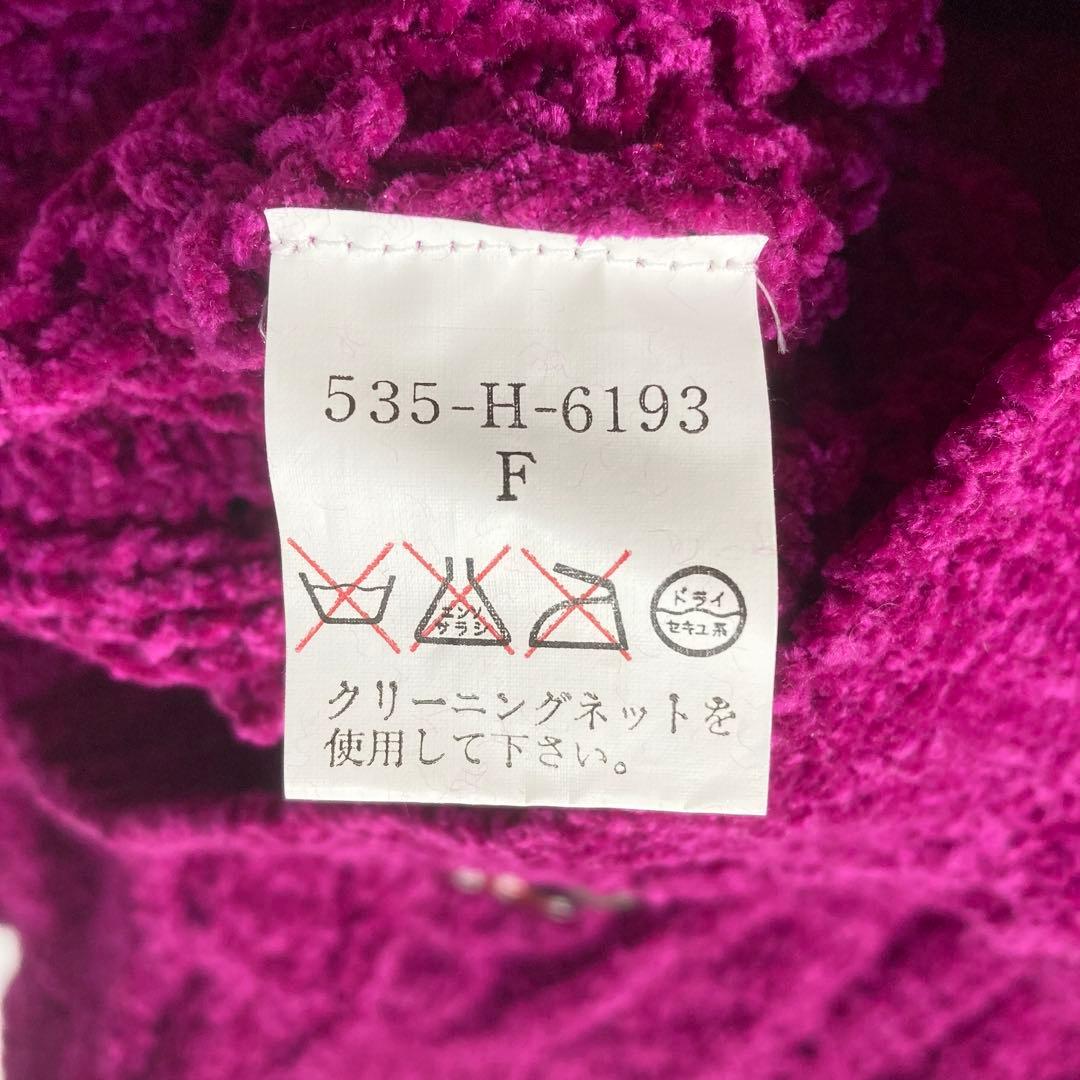 535-H-6193
F
エンソ
サラシ
ドライ
セキユ系
クリーニングネットを
使用して下さい。